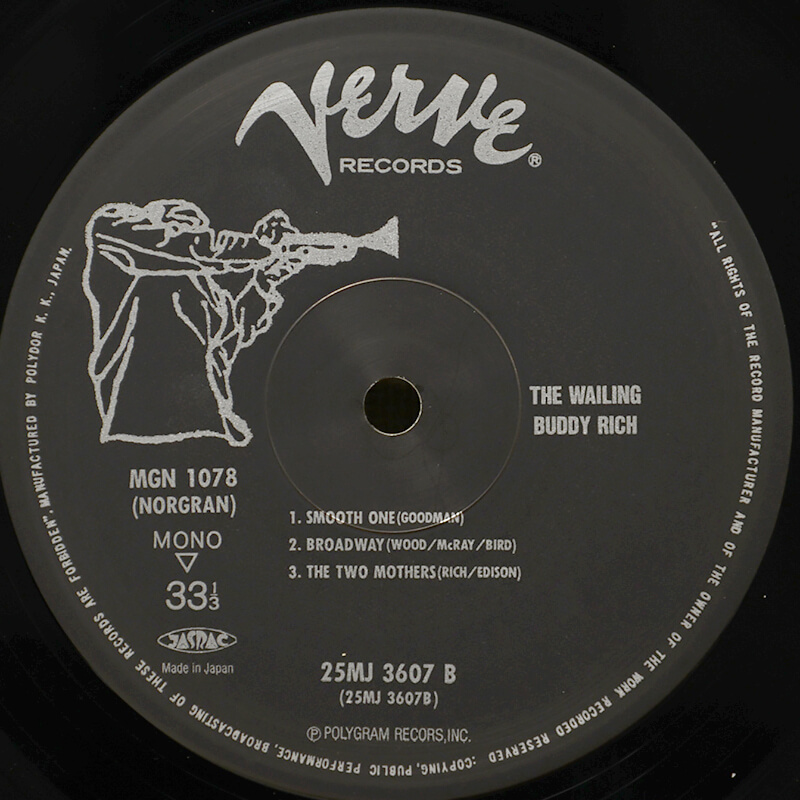 Verve
RECORDS ®
THE WAILING
BUDDY RICH
MGN 1078
(NORGRAN)
MONO
33 1/3
JASRAC
Made in Japan
1. SMOOTH ONE (GOODMAN)
2. BROADWAY (WOOD/McRAY/BIRD)
3. THE TWO MOTHERS (RICH/EDISON)
25MJ 3607 B
(25MJ 3607B)
Ⓟ POLYGRAM RECORS, INC.
"ALL RIGHTS OF THE RECORD MANUFACTURER AND OF THE OWNER OF THE WORK RECORDED RESERVED :COPYING, PUBLIC PERFORMANCE, BROADCASTING OF THESE RECORDS ARE FORBIDDEN", MANUFACTURED BY POLYDOR K. K., JAPAN.